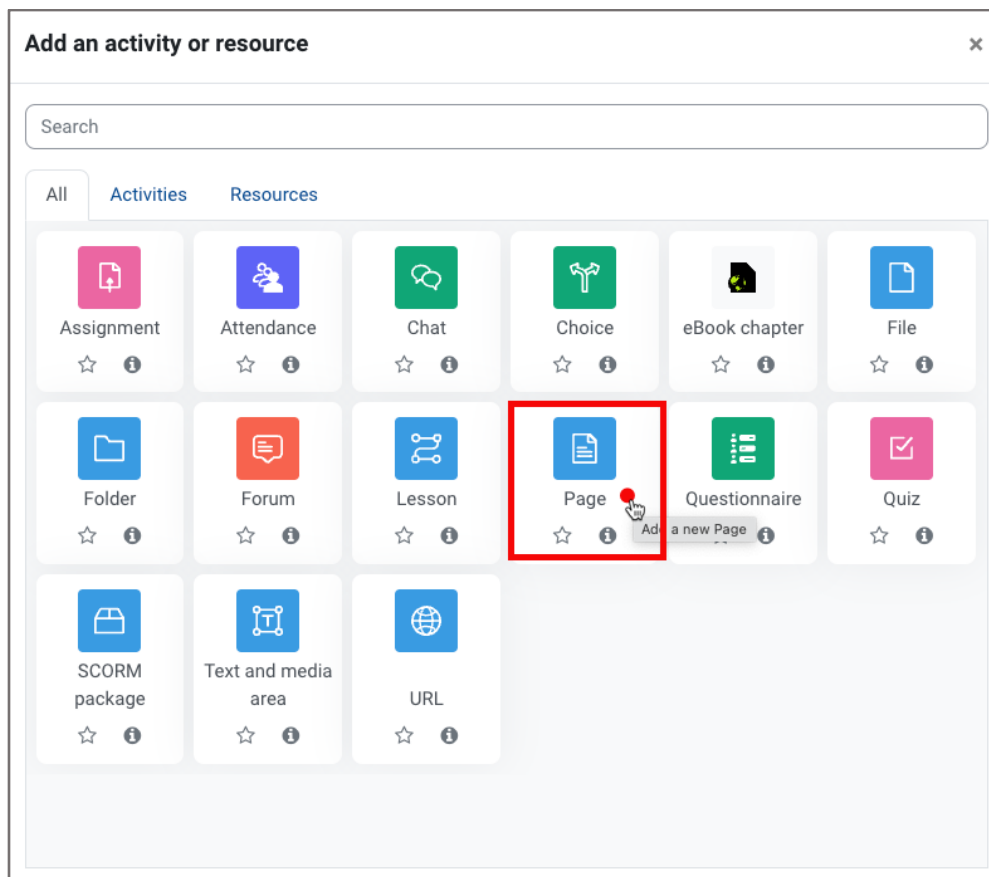 Add an activity or resource
×
Search
All Activities Resources
Assignment Attendance Chat Choice eBook chapter File
Folder Forum Lesson Page Questionnaire Quiz
Add a new Page
SCORM package
Text and media area
URL